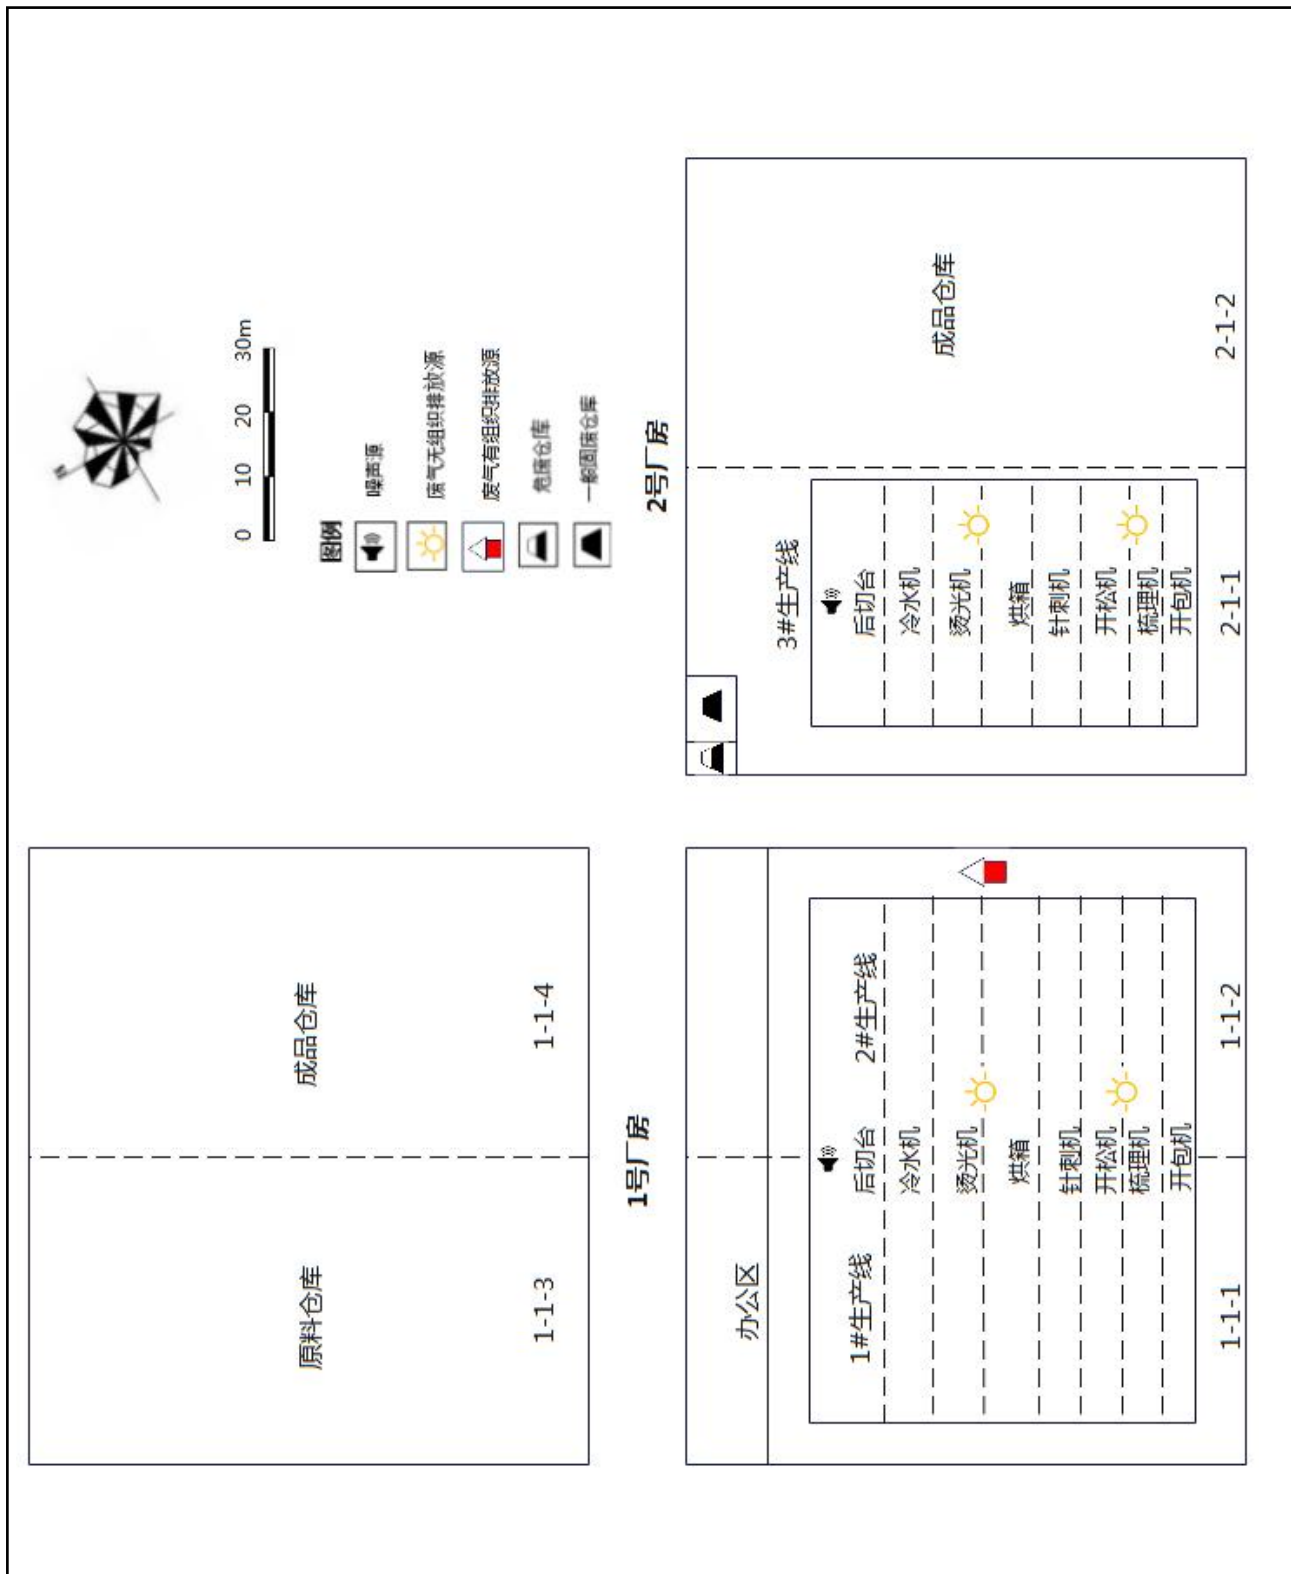 原料仓库
成品仓库
1-1-3
1-1-4
1号厂房
办公区
1#生产线
2#生产线
后切台
冷水机
烫光机
烘箱
针刺机
开松机
梳理机
开包机
1-1-1
1-1-2
0
10
20
30m
图例
噪声源
废气无组织排放源
废气有组织排放源
危废仓库
一般固废仓库
2号厂房
3#生产线
后切台
冷水机
烫光机
烘箱
针刺机
开松机
梳理机
开包机
成品仓库
2-1-1
2-1-2